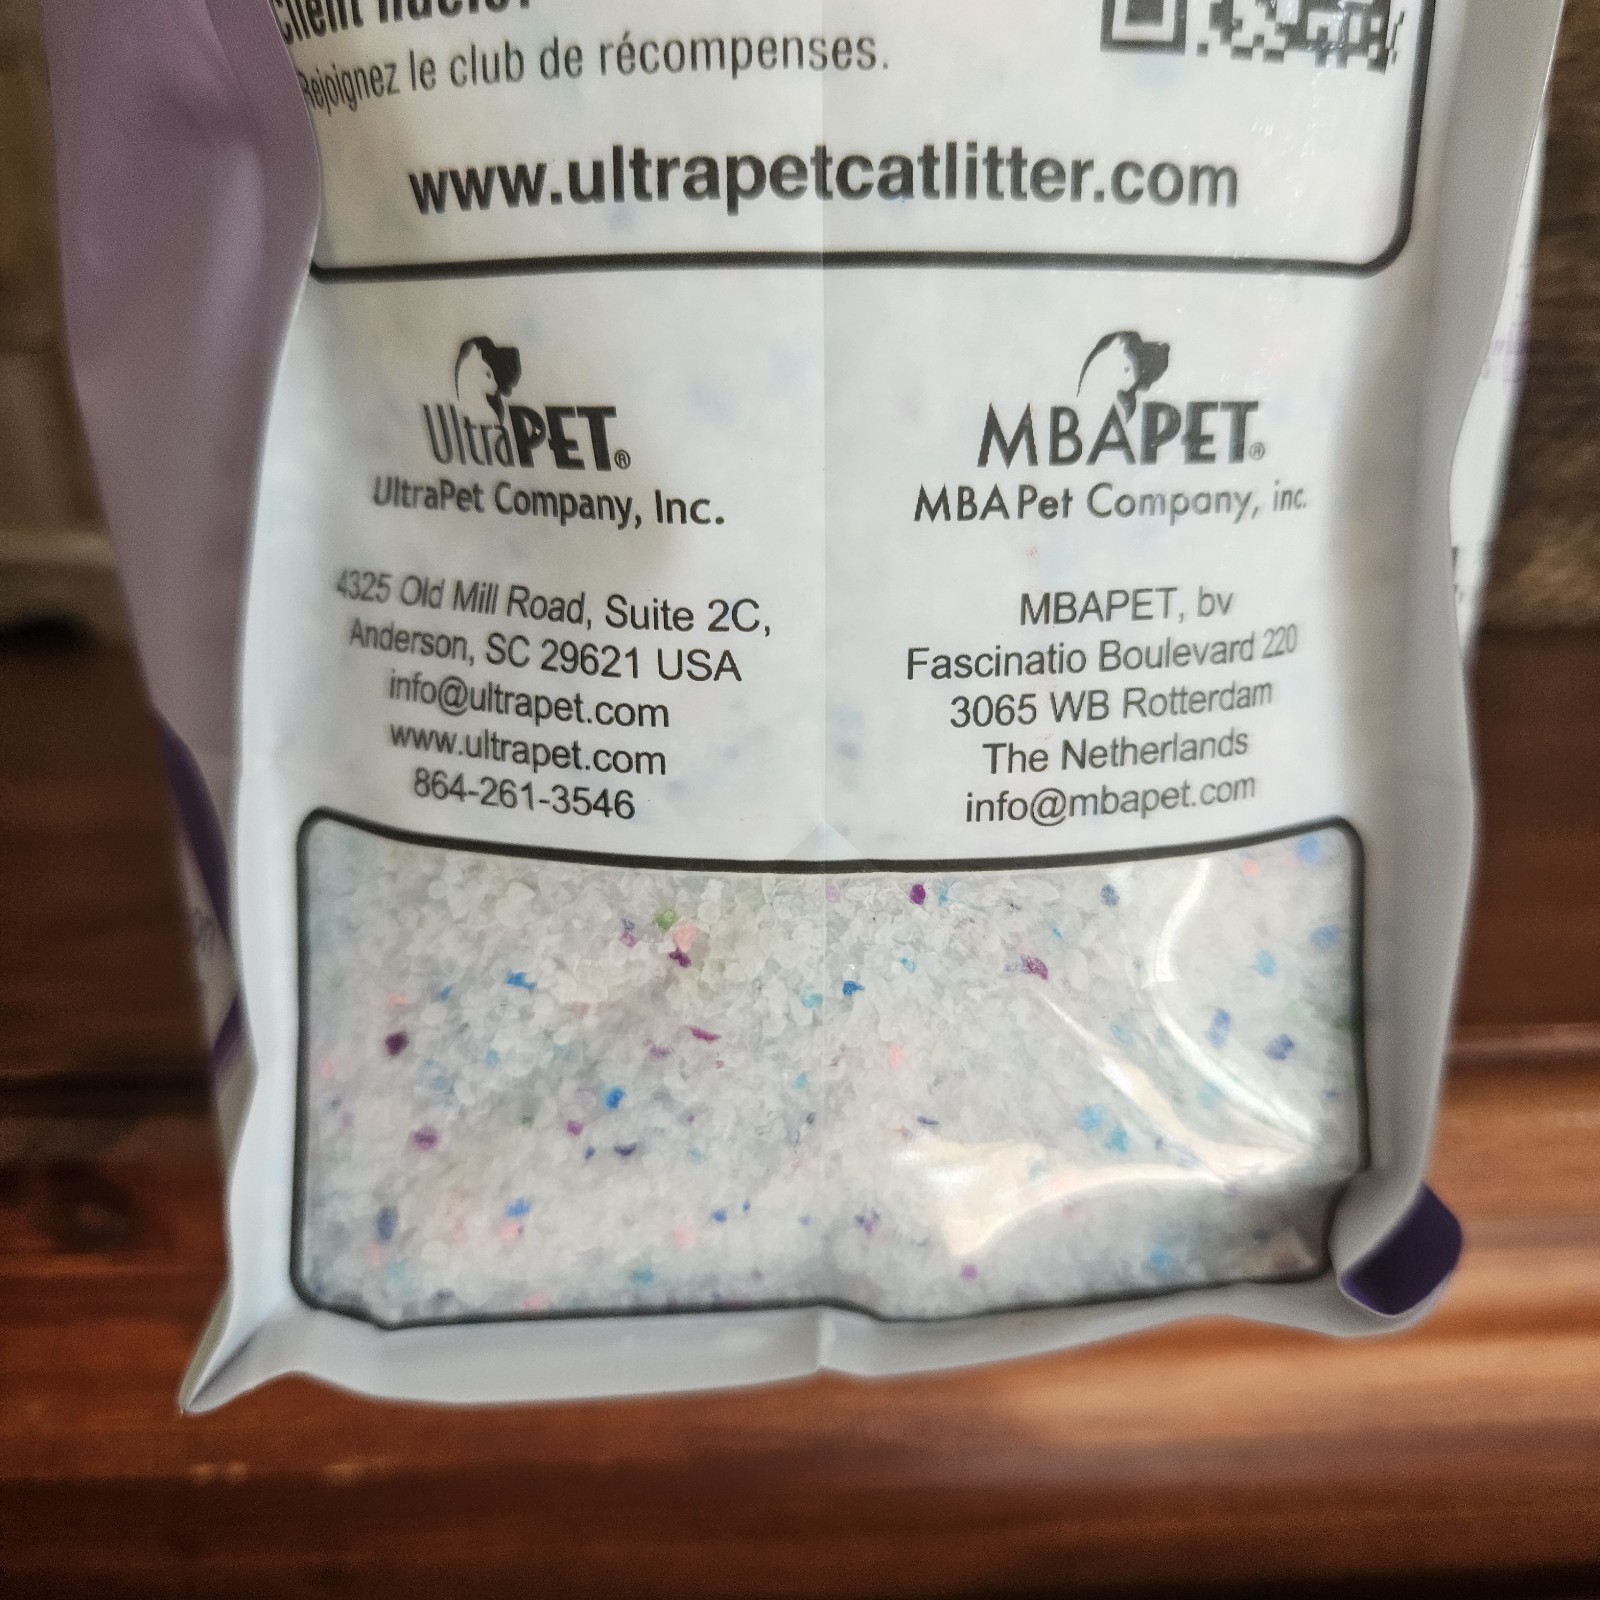 Client fidèle?
Rejoignez le club de récompenses.
www.ultrapetcatlitter.com
UltraPET®
UltraPet Company, Inc.
4325 Old Mill Road, Suite 2C,
Anderson, SC 29621 USA
info@ultrapet.com
www.ultrapet.com
864-261-3546
MBAPET®
MBAPet Company, inc.
MBAPET, bv
Fascinatio Boulevard 220
3065 WB Rotterdam
The Netherlands
info@mbapet.com